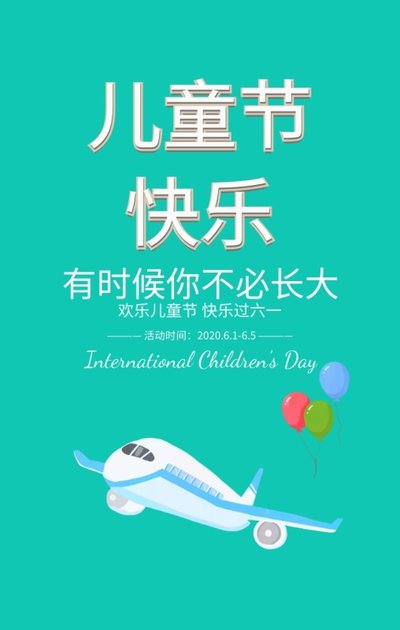 儿童节
快乐
有时候你不必长大
欢乐儿童节 快乐过六一
——— 活动时间：2020.6.1-6.5 ———
International Children's Day